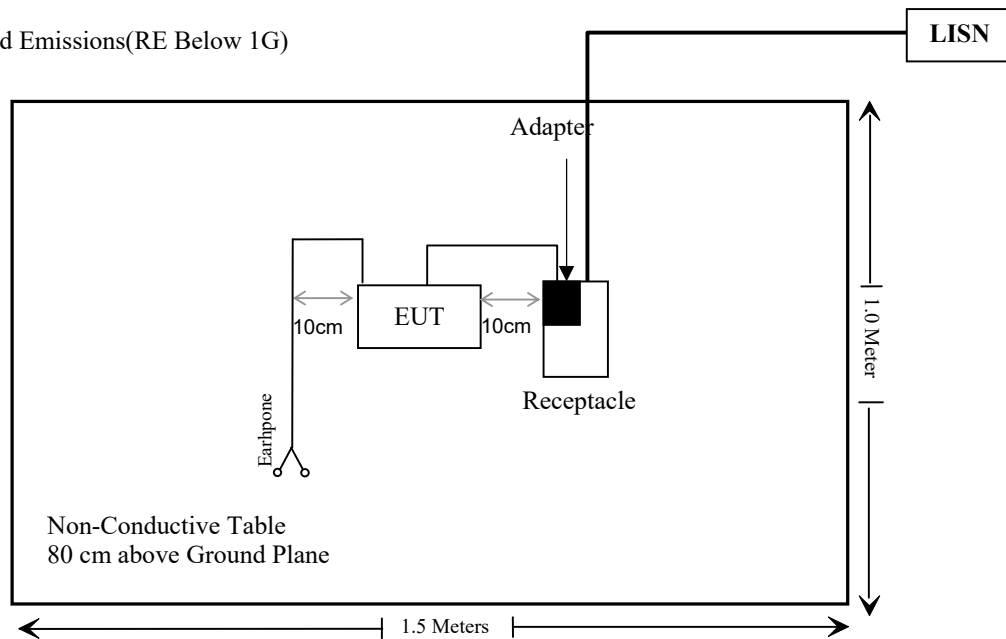 d Emissions(RE Below 1G)
LISN
Adapter
EUT
10cm
10cm
Receptacle
Earhpone
1.0 Meter
Non-Conductive Table
80 cm above Ground Plane
1.5 Meters